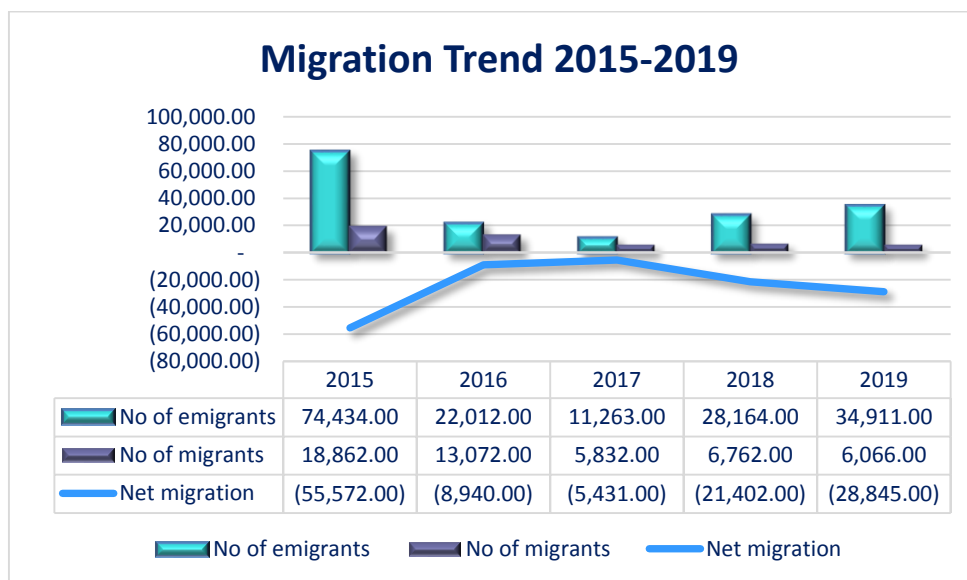 Migration Trend 2015-2019
100,000.00
80,000.00
60,000.00
40,000.00
20,000.00
-
(20,000.00)
(40,000.00)
(60,000.00)
(80,000.00)
2015 2016 2017 2018 2019
No of emigrants 74,434.00 22,012.00 11,263.00 28,164.00 34,911.00
No of migrants 18,862.00 13,072.00 5,832.00 6,762.00 6,066.00
Net migration (55,572.00) (8,940.00) (5,431.00) (21,402.00) (28,845.00)
No of emigrants No of migrants Net migration